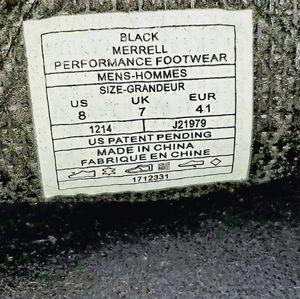 BLACK
MERRELL
PERFORMANCE FOOTWEAR
MENS-HOMMES
SIZE-GRANDEUR
US UK EUR
8 7 41
1214 J21979
US PATENT PENDING
MADE IN CHINA
FABRIQUE EN CHINE
1712331